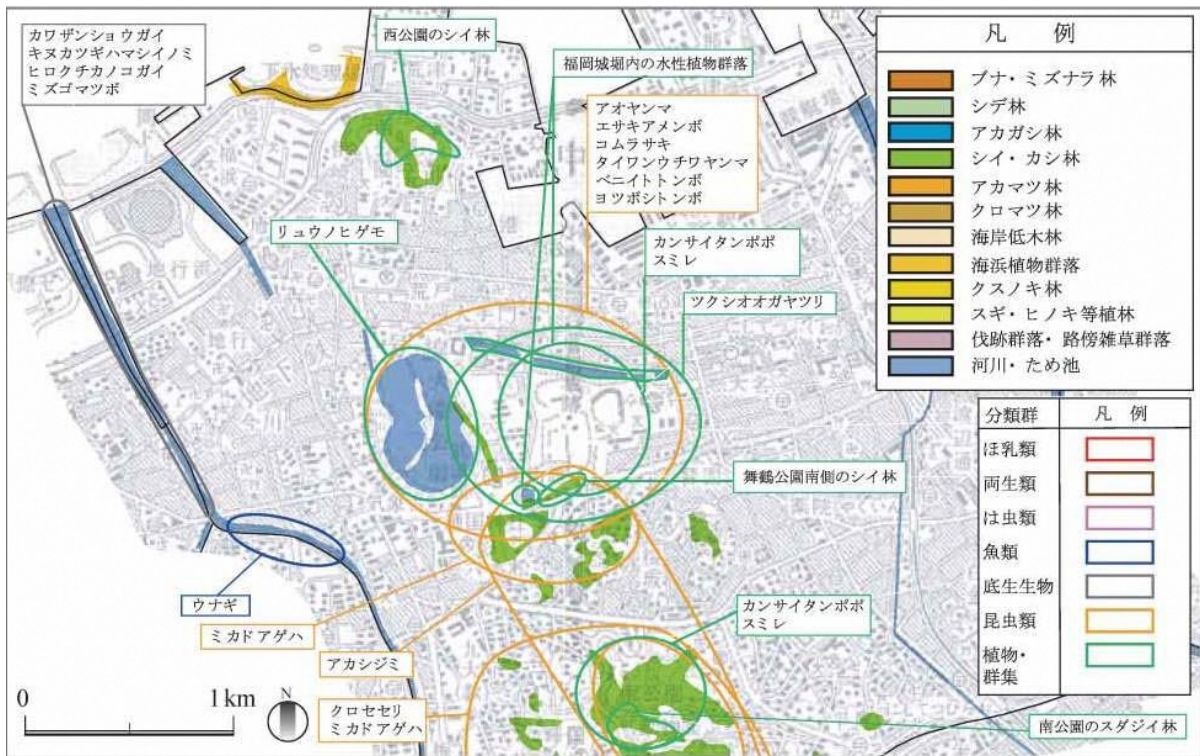 カワザンショウガイ
キヌカツギハマシイノミ
ヒロクチカノコガイ
ミズゴマツボ
西公園のシイ林
福岡城堀内の水性植物群落
アオヤンマ
エサキアメンボ
コムラサキ
タイワンウチワヤンマ
ベニイトトンボ
ヨツボシトンボ
リュウノヒゲモ
カンサイタンポポ
スミレ
ツクシオオガヤツリ
舞鶴公園南側のシイ林
ウナギ
ミカドアゲハ
アカシジミ
クロセセリ
ミカドアゲハ
カンサイタンポポ
スミレ
南公園のスダジイ林
0 1km
N
凡 例
ブナ・ミズナラ林
シデ林
アカガシ林
シイ・カシ林
アカマツ林
クロマツ林
海岸低木林
海浜植物群落
クスノキ林
スギ・ヒノキ等植林
伐跡群落・路傍雑草群落
河川・ため池
分類群 凡 例
ほ乳類
両生類
は虫類
魚類
底生生物
昆虫類
植物・
群集